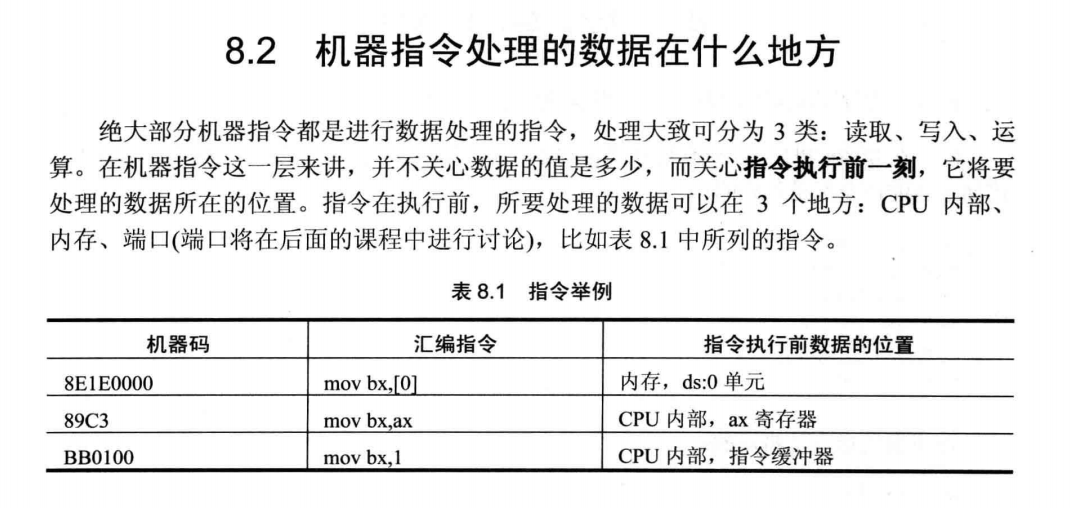 8.2 机器指令处理的数据在什么地方
绝大部分机器指令都是进行数据处理的指令，处理大致可分为 3 类：读取、写入、运
算。在机器指令这一层来讲，并不关心数据的值是多少，而关心指令执行前一刻，它将要
处理的数据所在的位置。指令在执行前，所要处理的数据可以在 3 个地方：CPU 内部、
内存、端口(端口将在后面的课程中进行讨论)，比如表 8.1 中所列的指令。
表 8.1 指令举例
机器码 汇编指令 指令执行前数据的位置
8E1E0000 mov bx,[0] 内存，ds:0 单元
89C3 mov bx,ax CPU 内部，ax 寄存器
BB0100 mov bx,1 CPU 内部，指令缓冲器